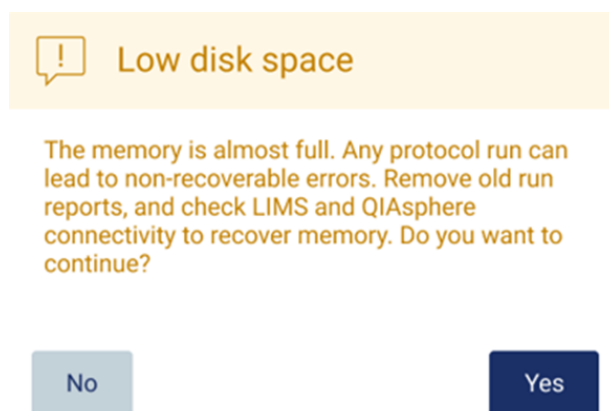 !
Low disk space
The memory is almost full. Any protocol run can
lead to non-recoverable errors. Remove old run
reports, and check LIMS and QIAsphere
connectivity to recover memory. Do you want to
continue?
No
Yes